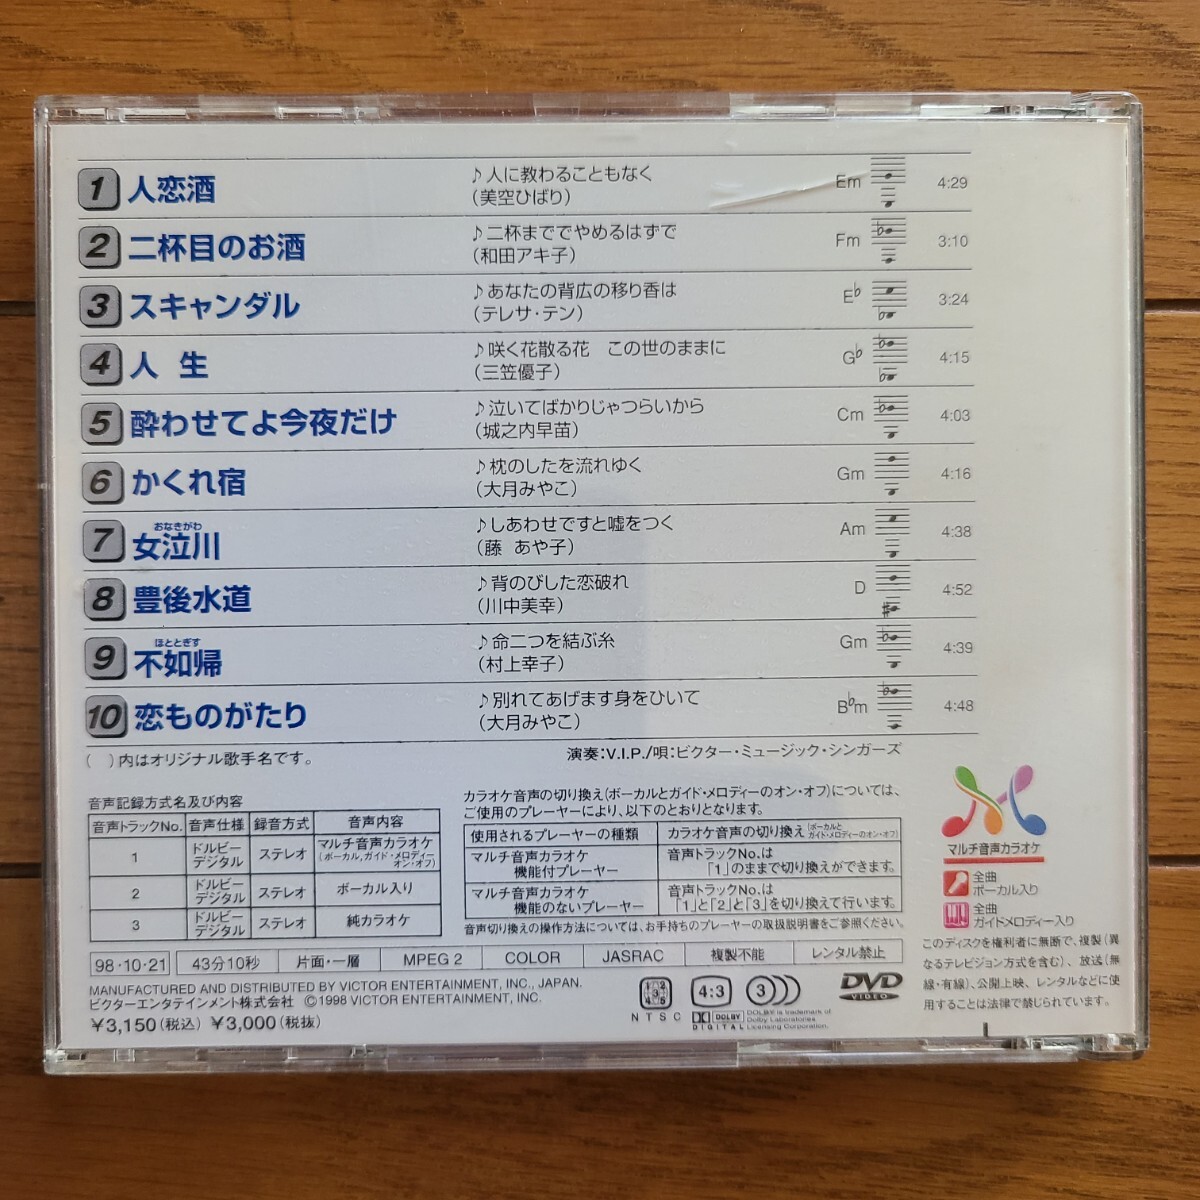 1 人恋酒 ♪人に教わることもなく Em 4:29
(美空ひばり)
2 二杯目のお酒 ♪二杯まででやめるはずで Fm 3:10
(和田アキ子)
3 スキャンダル ♪あなたの背広の移り香は E♭ 3:24
(テレサ・テン)
4 人 生 ♪咲く花散る花 この世のままに G♭ 4:15
(三笠優子)
5 酔わせてよ今夜だけ ♪泣いてばかりじゃつらいから Cm 4:03
(城之内早苗)
6 かくれ宿 ♪枕のしたを流れゆく Gm 4:16
(大月みやこ)
おなきがわ
7 女泣川 ♪しあわせですと嘘をつく Am 4:38
(藤 あや子)
8 豊後水道 ♪背のびした恋破れ D 4:52
(川中美幸)
ほととぎす
9 不如帰 ♪命二つを結ぶ糸 Gm 4:39
(村上幸子)
10 恋ものがたり ♪別れてあげます身をひいて B♭m 4:48
(大月みやこ)
( )内はオリジナル歌手名です。 演奏:V.I.P./唄:ビクター・ミュージック・シンガーズ
音声記録方式名及び内容
音声トラックNo. 音声仕様 録音方式 音声内容
1 ドルビーデジタル ステレオ マルチ音声カラオケ
(ボーカル,ガイド・メロディーオン・オフ)
2 ドルビーデジタル ステレオ ボーカル入り
3 ドルビーデジタル ステレオ 純カラオケ
カラオケ音声の切り換え(ボーカルとガイド・メロディーのオン・オフ)については、
ご使用のプレーヤーにより、以下のとおりとなります。
使用されるプレーヤーの種類 カラオケ音声の切り換え(ボーカルとガイド・メロディーのオン・オフ)
マルチ音声カラオケ 音声トラックNo.は
機能付プレーヤー 「1」のままで切り換えができます。
マルチ音声カラオケ 音声トラックNo.は
機能のないプレーヤー 「1」と「2」と「3」を切り換えて行います。
音声切り換えの操作方法については、お手持ちのプレーヤーの取扱説明書をご参照ください。
マルチ音声カラオケ
全曲
ボーカル入り
全曲
ガイドメロディー入り
このディスクを権利者に無断で、複製(異
なるテレビジョン方式を含む)、放送(無
線・有線)、公開上映、レンタルなどに使
用することは法律で禁じられています。
98・10・21 43分10秒 片面・一層 MPEG 2 COLOR JASRAC 複製不能 レンタル禁止
MANUFACTURED AND DISTRIBUTED BY VICTOR ENTERTAINMENT, INC., JAPAN.
ビクターエンタテインメント株式会社 ©1998 VICTOR ENTERTAINMENT, INC.
¥3,150(税込) ¥3,000(税抜)
2
NTSC
4:3
3
DVD
VIDEO
DOLBY
DIGITAL
DOLBY is trademark of
Dolby Laboratories
Licensing Corporation.